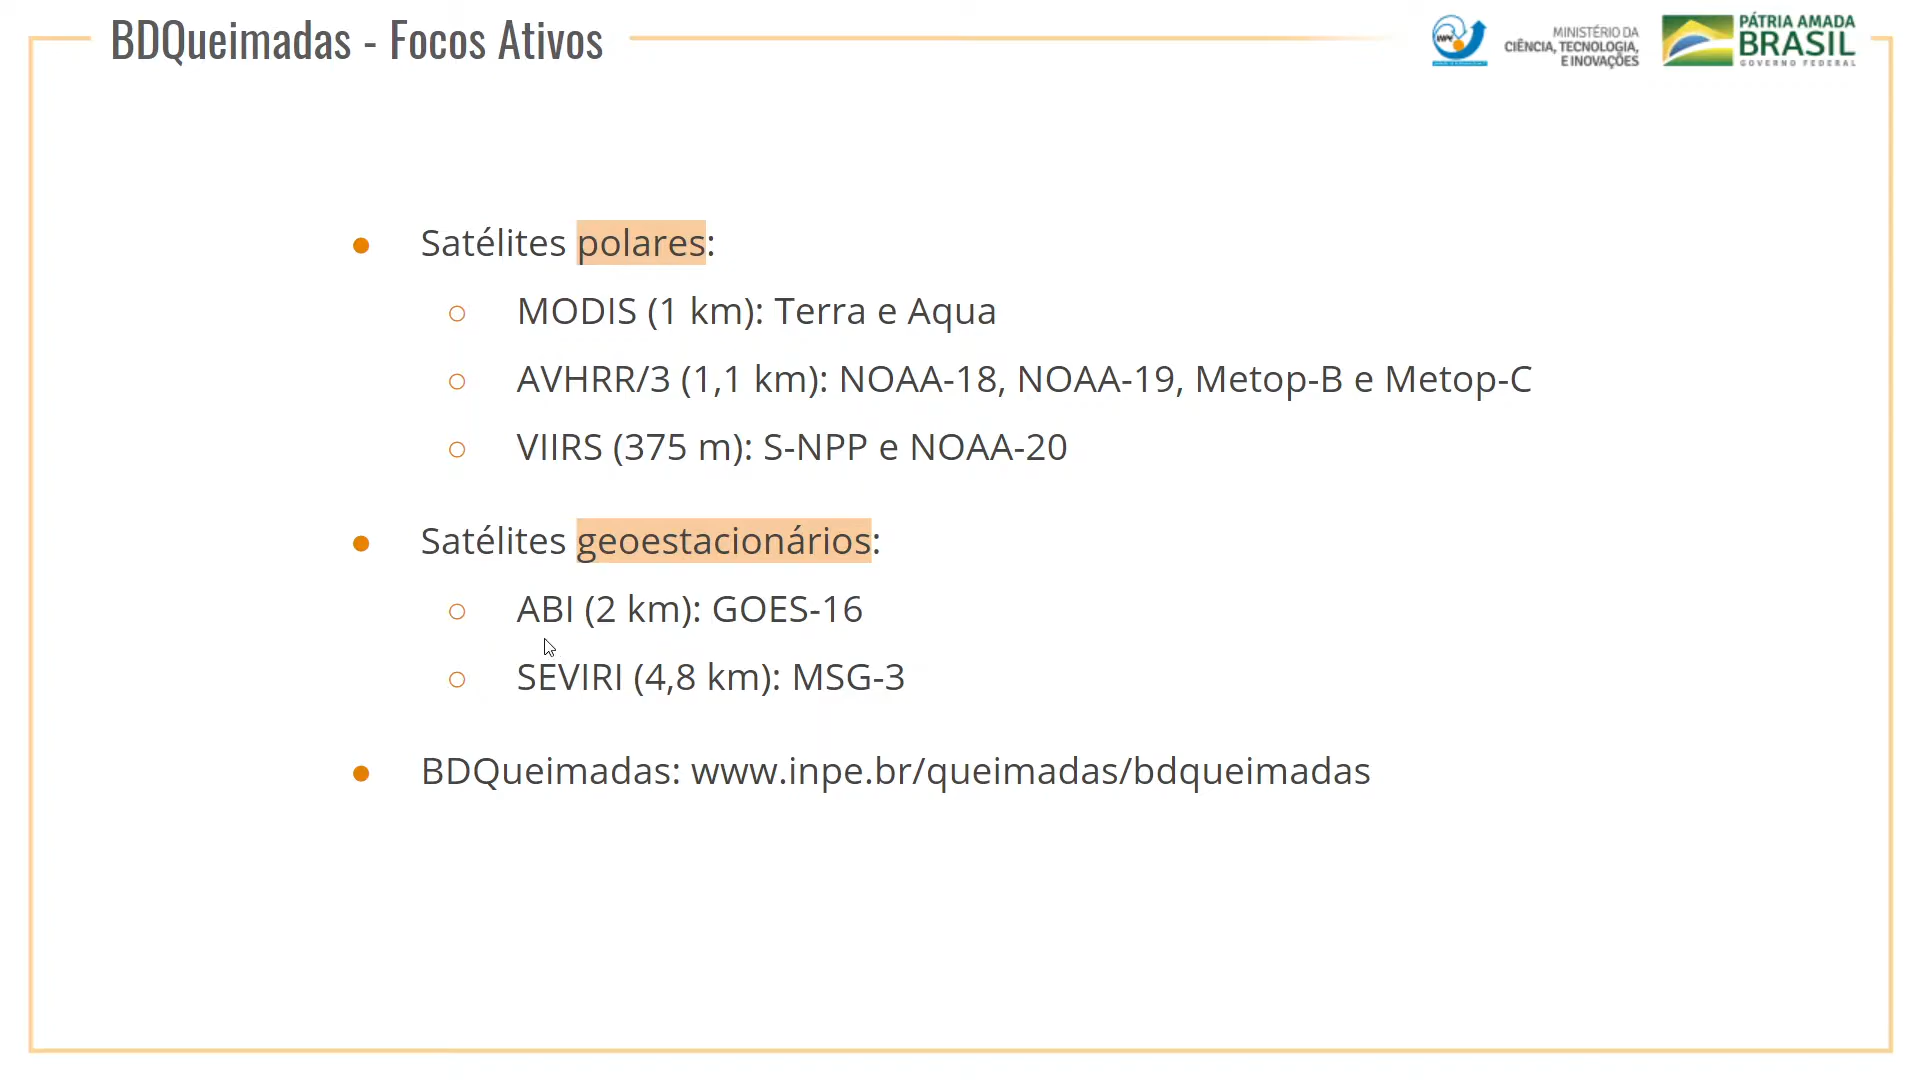 BDQueimadas - Focos Ativos
INPE
MINISTÉRIO DA
CIÊNCIA, TECNOLOGIA,
E INOVAÇÕES
PÁTRIA AMADA
BRASIL
GOVERNO FEDERAL
Satélites polares:
MODIS (1 km): Terra e Aqua
AVHRR/3 (1,1 km): NOAA-18, NOAA-19, Metop-B e Metop-C
VIIRS (375 m): S-NPP e NOAA-20
Satélites geoestacionários:
ABI (2 km): GOES-16
SEVIRI (4,8 km): MSG-3
BDQueimadas: www.inpe.br/queimadas/bdqueimadas